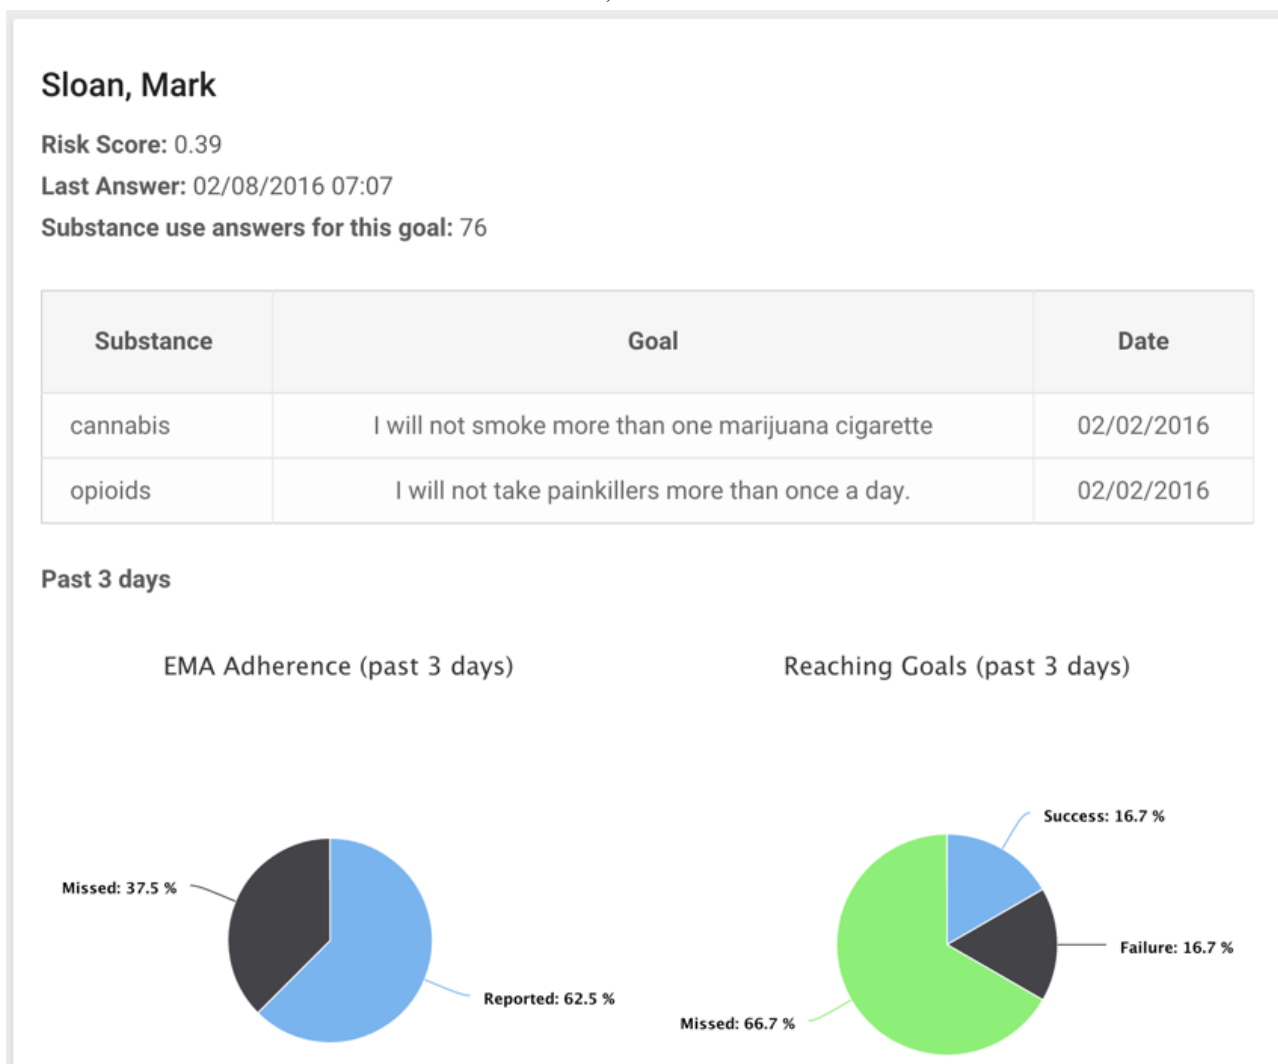 Sloan, Mark
Risk Score: 0.39
Last Answer: 02/08/2016 07:07
Substance use answers for this goal: 76
Substance Goal Date
cannabis I will not smoke more than one marijuana cigarette 02/02/2016
opioids I will not take painkillers more than once a day. 02/02/2016
Past 3 days
EMA Adherence (past 3 days)
Missed: 37.5 %
Reported: 62.5 %
Reaching Goals (past 3 days)
Success: 16.7 %
Failure: 16.7 %
Missed: 66.7 %